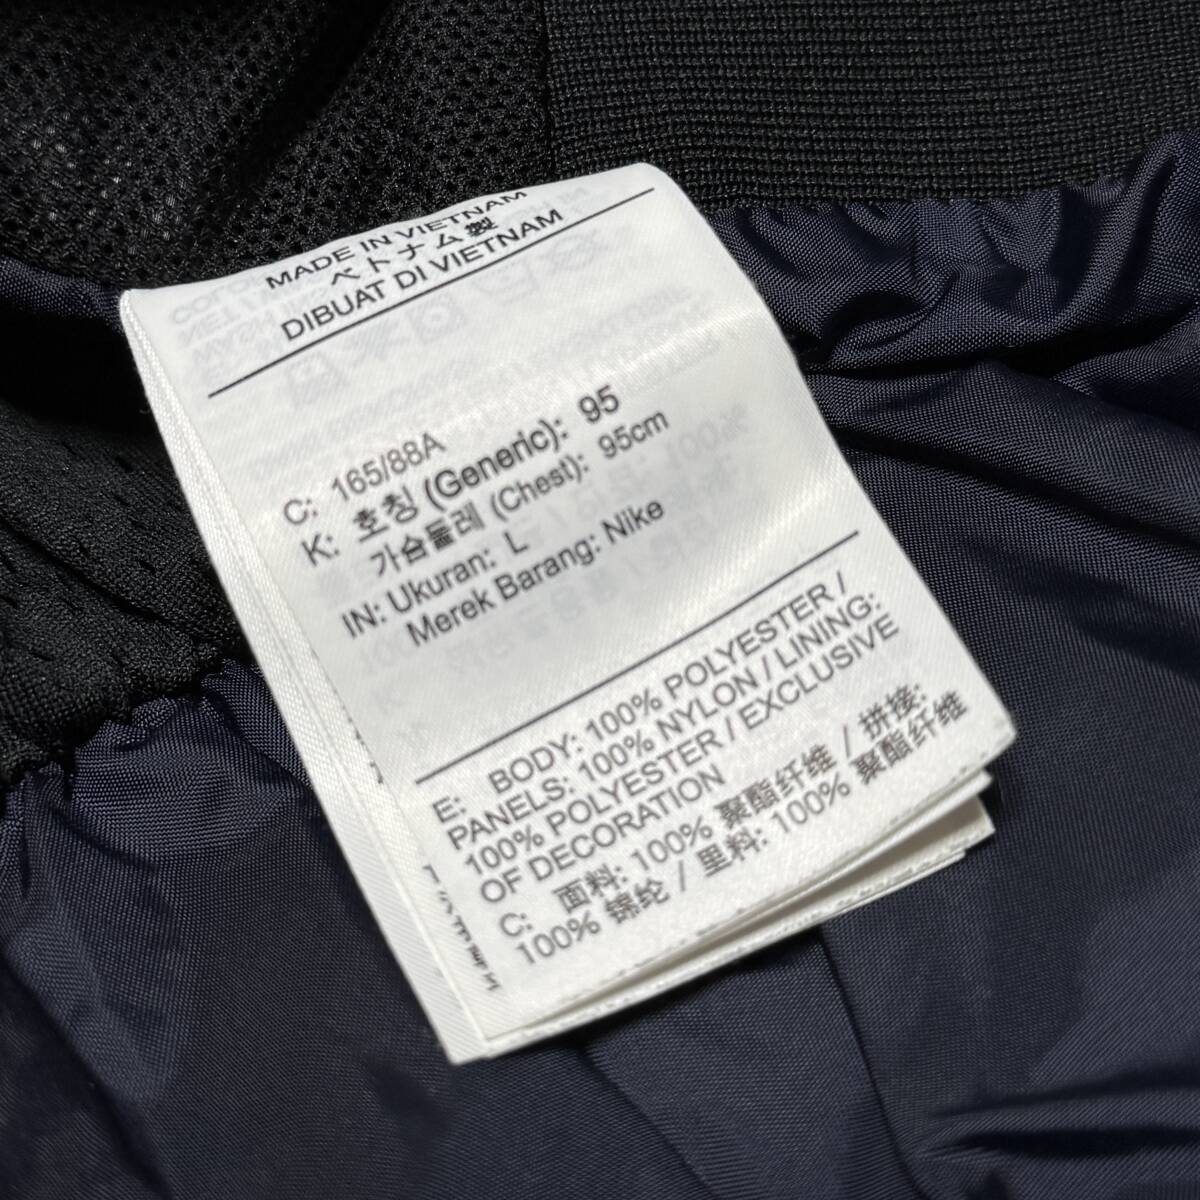 MADE IN VIETNAM
ベトナム製
DIBUAT DI VIETNAM
C: 165/88A
K: 호칭 (Generic): 95
가슴둘레 (Chest): 95cm
IN: Ukuran: L
Merek Barang: Nike
E: BODY: 100% POLYESTER /
PANELS: 100% NYLON / LINING:
100% POLYESTER / EXCLUSIVE
OF DECORATION
C: 面料: 100% 聚酯纤维 / 拼接:
100% 锦纶 / 里料: 100% 聚酯纤维